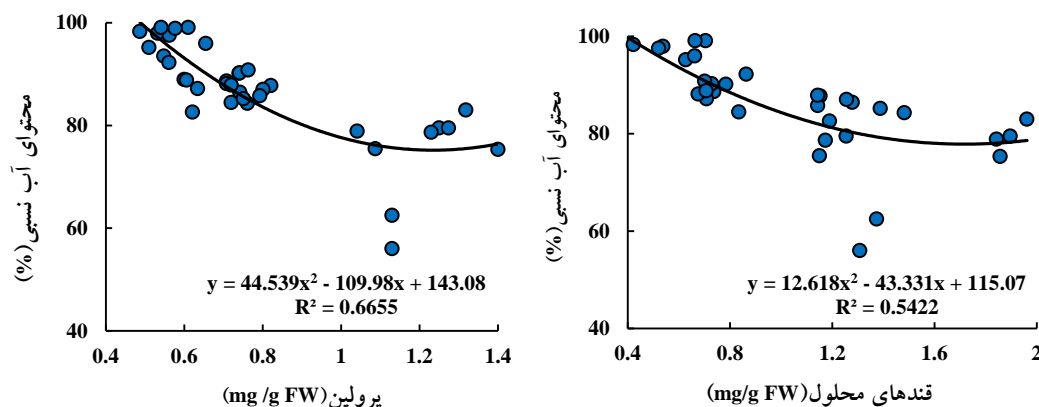 محتوای آب نسبی(%)
100
80
60
40
0.4 0.6 0.8 1 1.2 1.4
y = 44.539x² - 109.98x + 143.08
R² = 0.6655
پرولین(mg /g FW)
محتوای آب نسبی(%)
100
80
60
40
0.4 0.8 1.2 1.6 2
y = 12.618x² - 43.331x + 115.07
R² = 0.5422
قندهای محلول(mg/g FW)